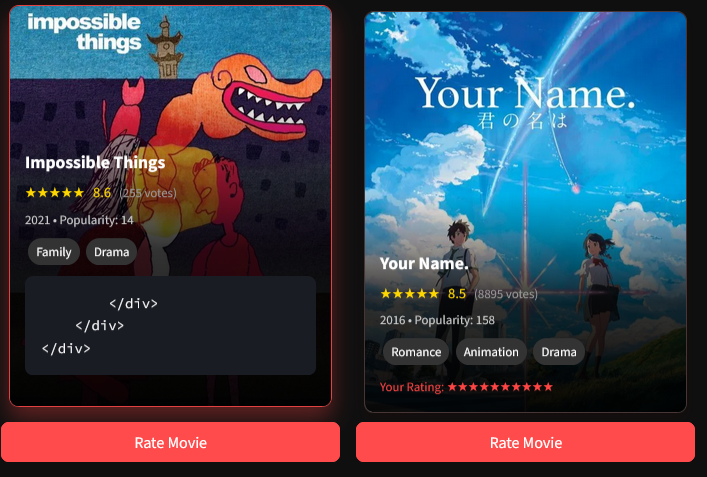 impossible
things
Impossible Things
★★★★★ 8.6 (255 votes)
2021 • Popularity: 14
Family Drama
</div>
</div>
</div>
Rate Movie
Your Name.
君の名は
Your Name.
★★★★★ 8.5 (8895 votes)
2016 • Popularity: 158
Romance Animation Drama
Your Rating: ★★★★★★★★★★
Rate Movie